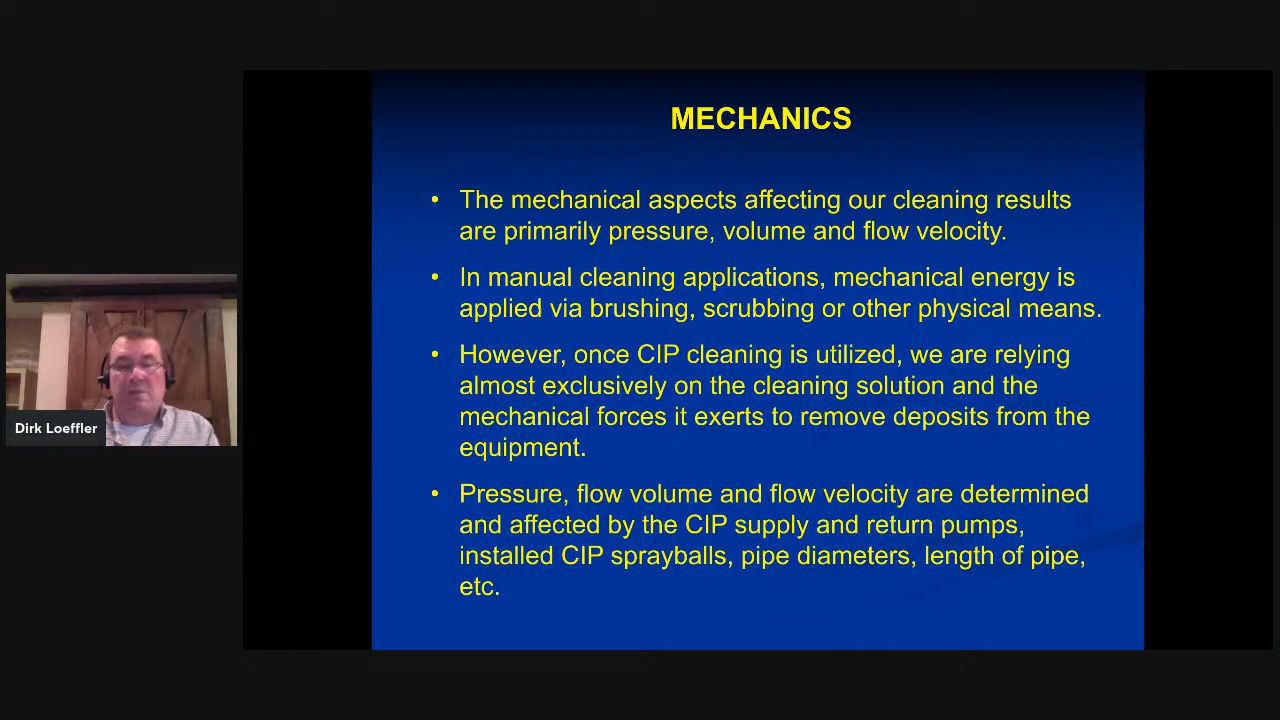 MECHANICS
• The mechanical aspects affecting our cleaning results
are primarily pressure, volume and flow velocity.
• In manual cleaning applications, mechanical energy is
applied via brushing, scrubbing or other physical means.
• However, once CIP cleaning is utilized, we are relying
almost exclusively on the cleaning solution and the
mechanical forces it exerts to remove deposits from the
equipment.
• Pressure, flow volume and flow velocity are determined
and affected by the CIP supply and return pumps,
installed CIP sprayballs, pipe diameters, length of pipe,
etc.
Dirk Loeffler